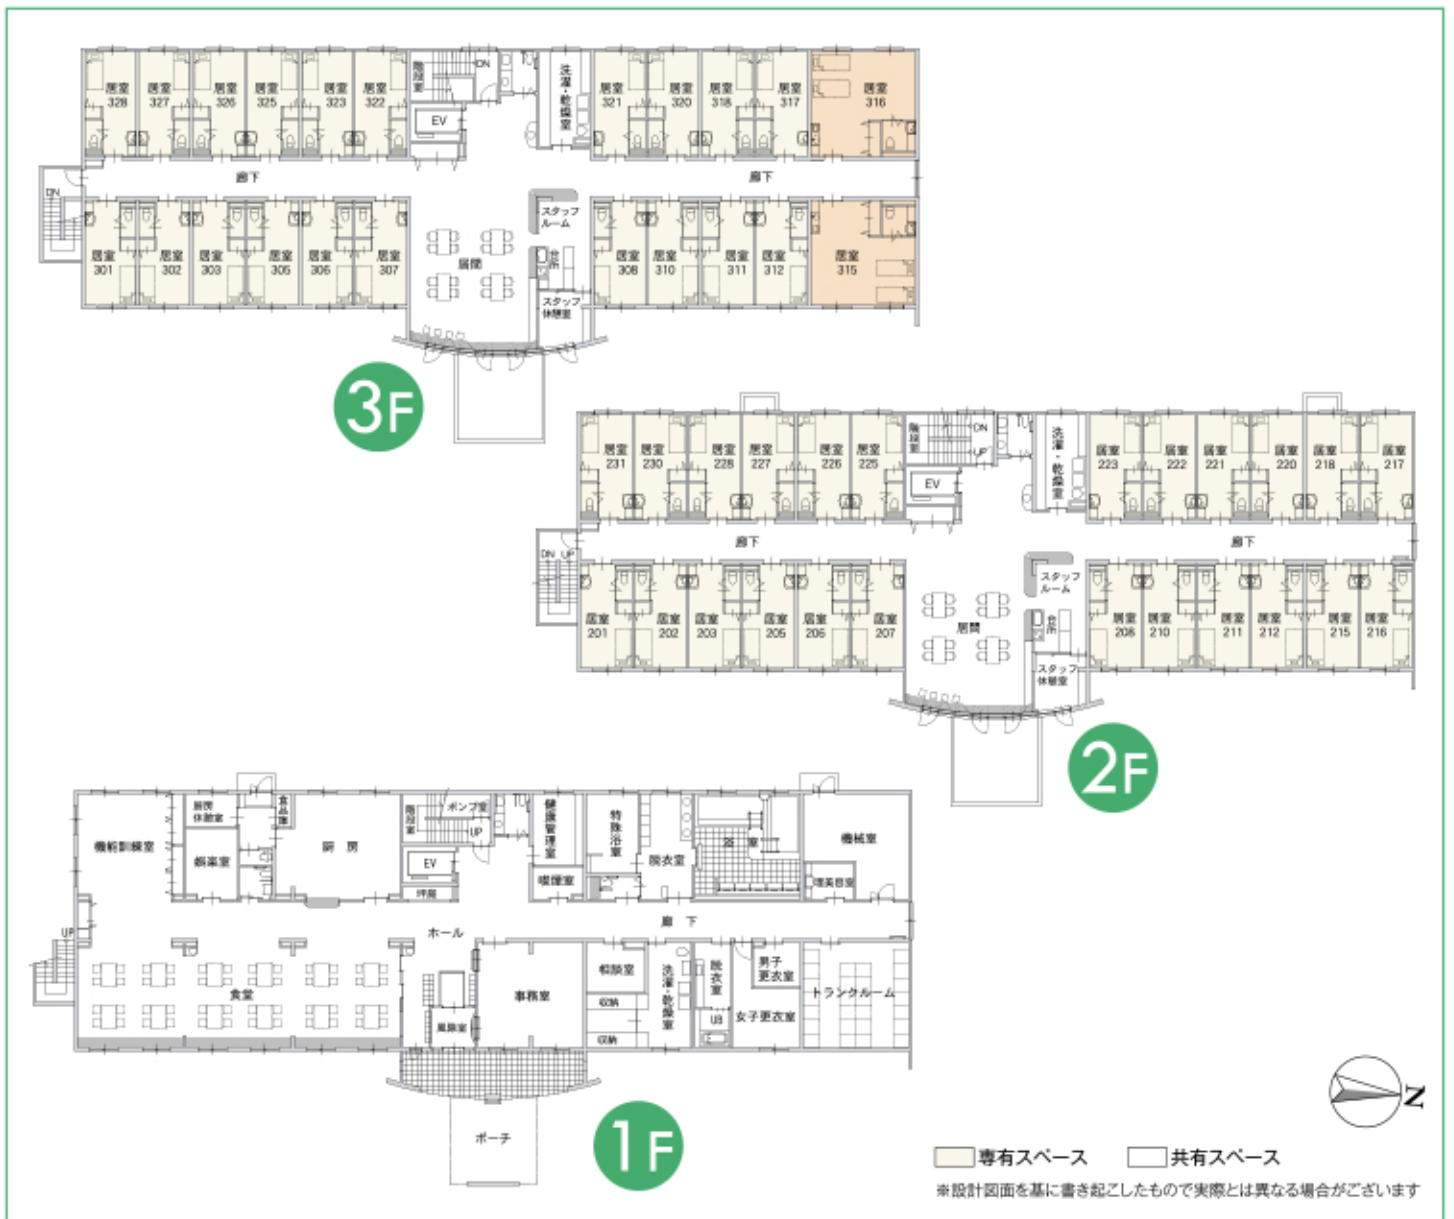 居室
328
居室
327
居室
326
居室
325
居室
323
居室
322
階段室
DN
EV
洗濯・乾燥室
居室
321
居室
320
居室
318
居室
317
居室
316
DN
廊下
廊下
居室
301
居室
302
居室
303
居室
305
居室
306
居室
307
居間
スタッフ
ルーム
台所
スタッフ
休憩室
居室
308
居室
310
居室
311
居室
312
居室
315
3F
居室
231
居室
230
居室
228
居室
227
居室
226
居室
225
階段室
DN
UP
EV
洗濯・乾燥室
居室
223
居室
222
居室
221
居室
220
居室
218
居室
217
DN UP
廊下
廊下
居室
201
居室
202
居室
203
居室
205
居室
206
居室
207
居間
スタッフ
ルーム
台所
スタッフ
休憩室
居室
208
居室
210
居室
211
居室
212
居室
215
居室
216
2F
機能訓練室
厨房
休憩室
娯楽室
食品庫
厨房
階段室
ポンプ室
UP
EV
坪庭
健康管理室
喫煙室
特殊浴室
脱衣室
浴室
機械室
理美容室
UP
ホール
廊下
食堂
風除室
事務室
相談室
収納
収納
洗濯・乾燥室
脱衣室
UB
男子
更衣室
女子更衣室
トランクルーム
ポーチ
1F
N
専有スペース
共有スペース
※設計図面を基に書き起こしたもので実際とは異なる場合がございます